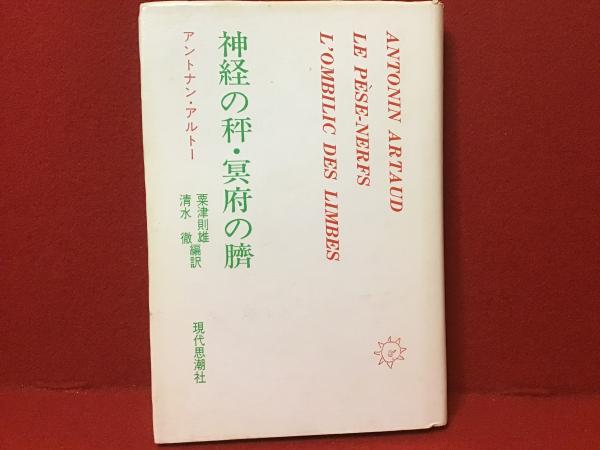 ANTONIN ARTAUD
LE PÈSE-NERFS
L'OMBILIC DES LIMBES
神経の秤・冥府の臍
アントナン・アルトー
粟津則雄
清水 徹 編訳
現代思潮社